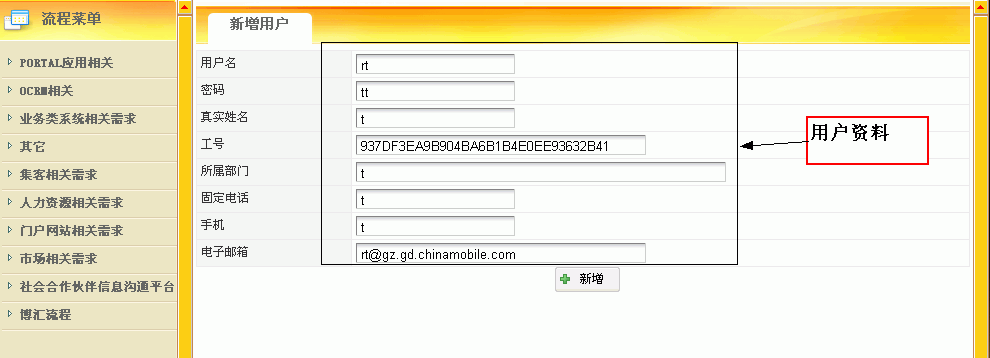 流程菜单
PORTAL应用相关
OCRM相关
业务类系统相关需求
其它
集客相关需求
人力资源相关需求
门户网站相关需求
市场相关需求
社会合作伙伴信息沟通平台
博汇流程
新增用户
用户名 rt
密码 tt
真实姓名 t
工号 937DF3EA9B904BA6B1B4E0EE93632B41
所属部门 t
固定电话 t
手机 t
电子邮箱 rt@gz.gd.chinamobile.com
新增
用户资料